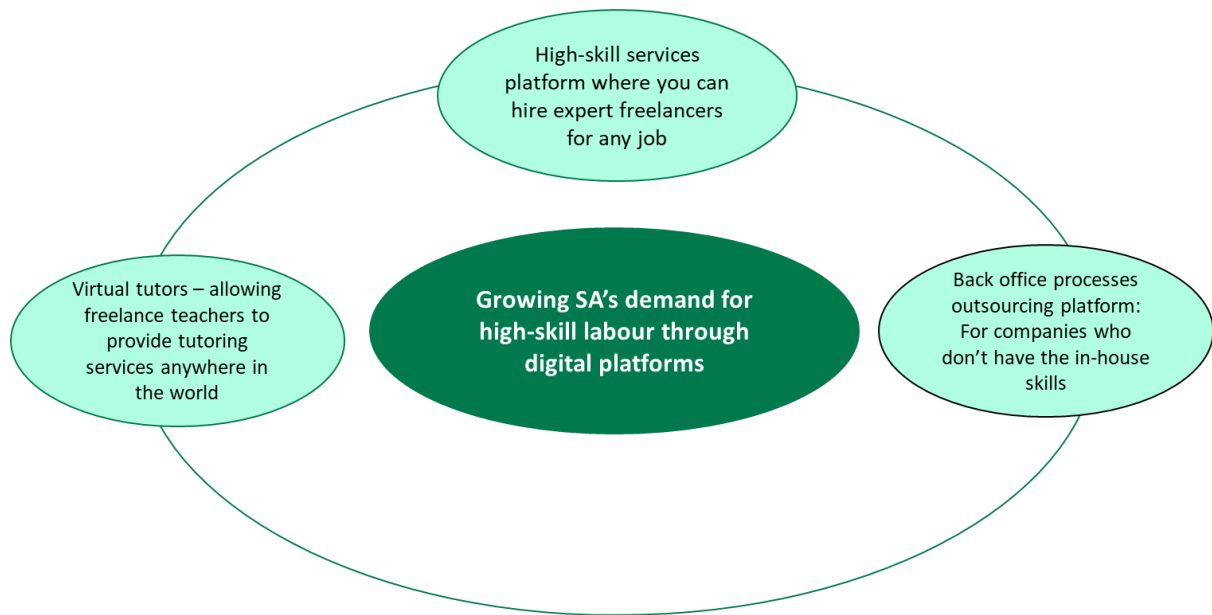 High-skill services
platform where you can
hire expert freelancers
for any job
Virtual tutors – allowing
freelance teachers to
provide tutoring
services anywhere in
the world
Growing SA’s demand for
high-skill labour through
digital platforms
Back office processes
outsourcing platform:
For companies who
don’t have the in-house
skills